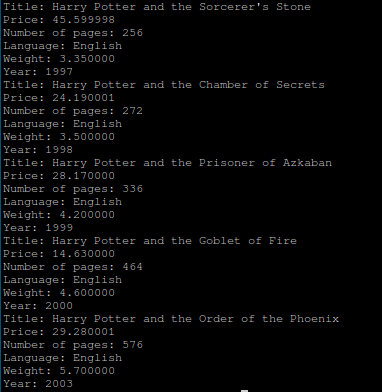 Title: Harry Potter and the Sorcerer's Stone
Price: 45.599998
Number of pages: 256
Language: English
Weight: 3.350000
Year: 1997
Title: Harry Potter and the Chamber of Secrets
Price: 24.190001
Number of pages: 272
Language: English
Weight: 3.500000
Year: 1998
Title: Harry Potter and the Prisoner of Azkaban
Price: 28.170000
Number of pages: 336
Language: English
Weight: 4.200000
Year: 1999
Title: Harry Potter and the Goblet of Fire
Price: 14.630000
Number of pages: 464
Language: English
Weight: 4.600000
Year: 2000
Title: Harry Potter and the Order of the Phoenix
Price: 29.280001
Number of pages: 576
Language: English
Weight: 5.700000
Year: 2003